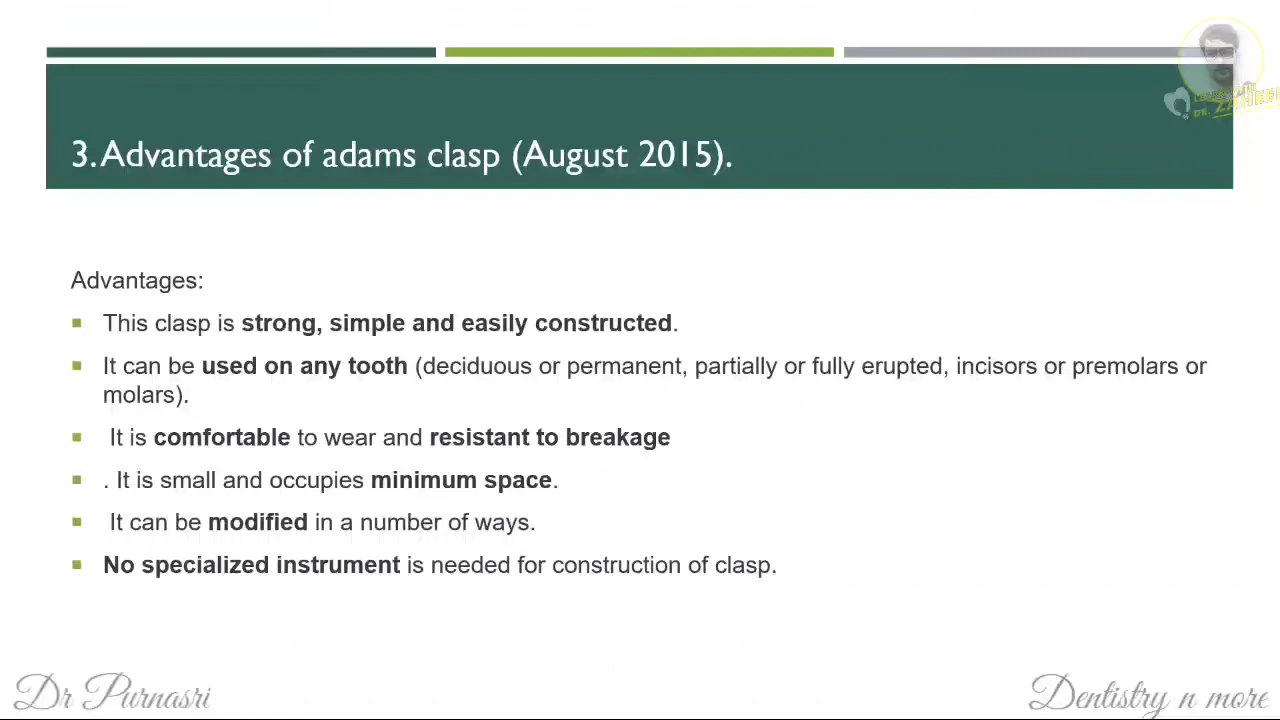 3. Advantages of adams clasp (August 2015).
Advantages:
This clasp is strong, simple and easily constructed.
It can be used on any tooth (deciduous or permanent, partially or fully erupted, incisors or premolars or
molars).
It is comfortable to wear and resistant to breakage
. It is small and occupies minimum space.
It can be modified in a number of ways.
No specialized instrument is needed for construction of clasp.
Dr Purnasri
Dentistry n more